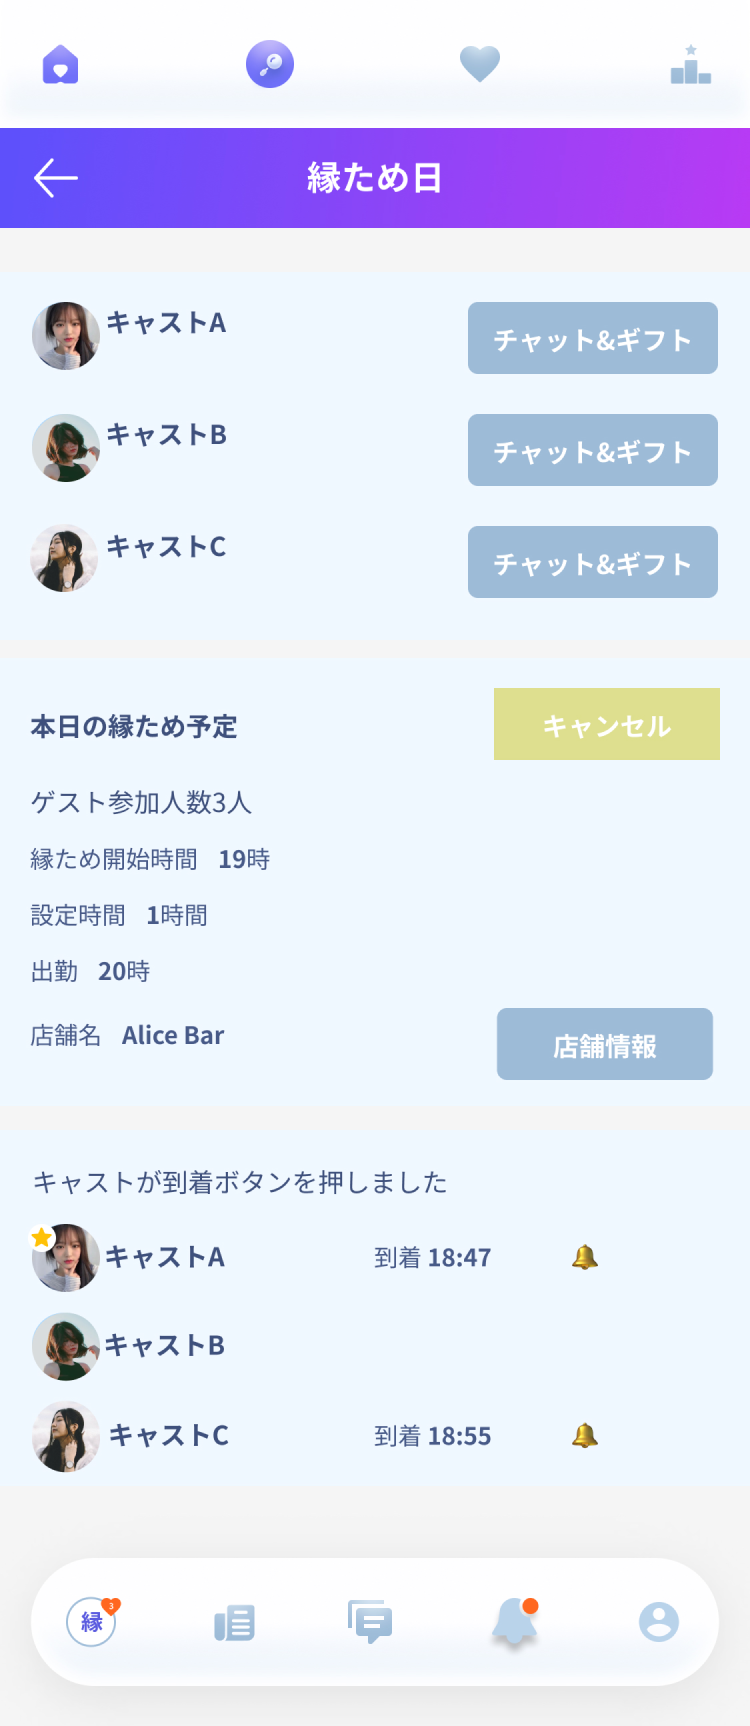 縁ため日
キャストA
チャット&ギフト
キャストB
チャット&ギフト
キャストC
チャット&ギフト
本日の縁ため予定
キャンセル
ゲスト参加人数3人
縁ため開始時間 19時
設定時間 1時間
出勤 20時
店舗名 Alice Bar
店舗情報
キャストが到着ボタンを押しました
キャストA 到着 18:47
キャストB
キャストC 到着 18:55
縁 3